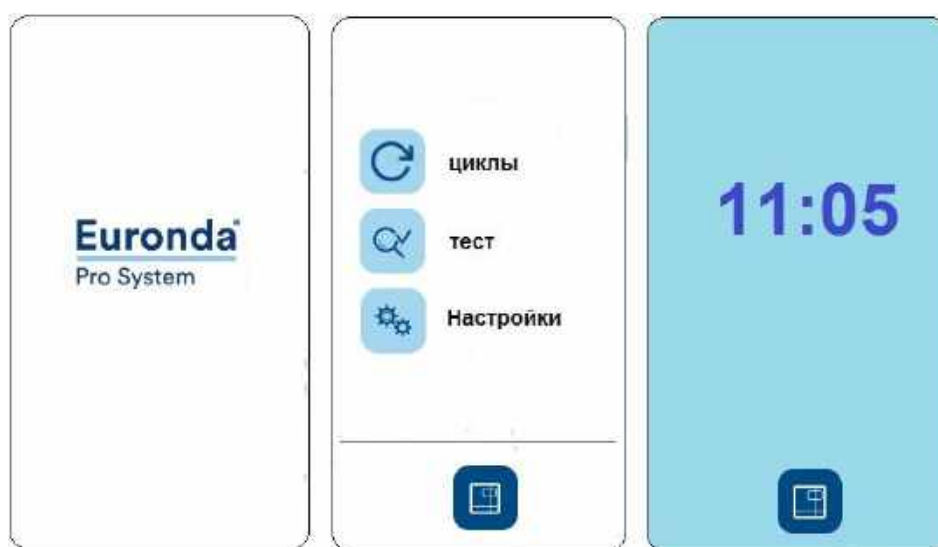 Euronda
Pro System
циклы
тест
Настройки
11:05